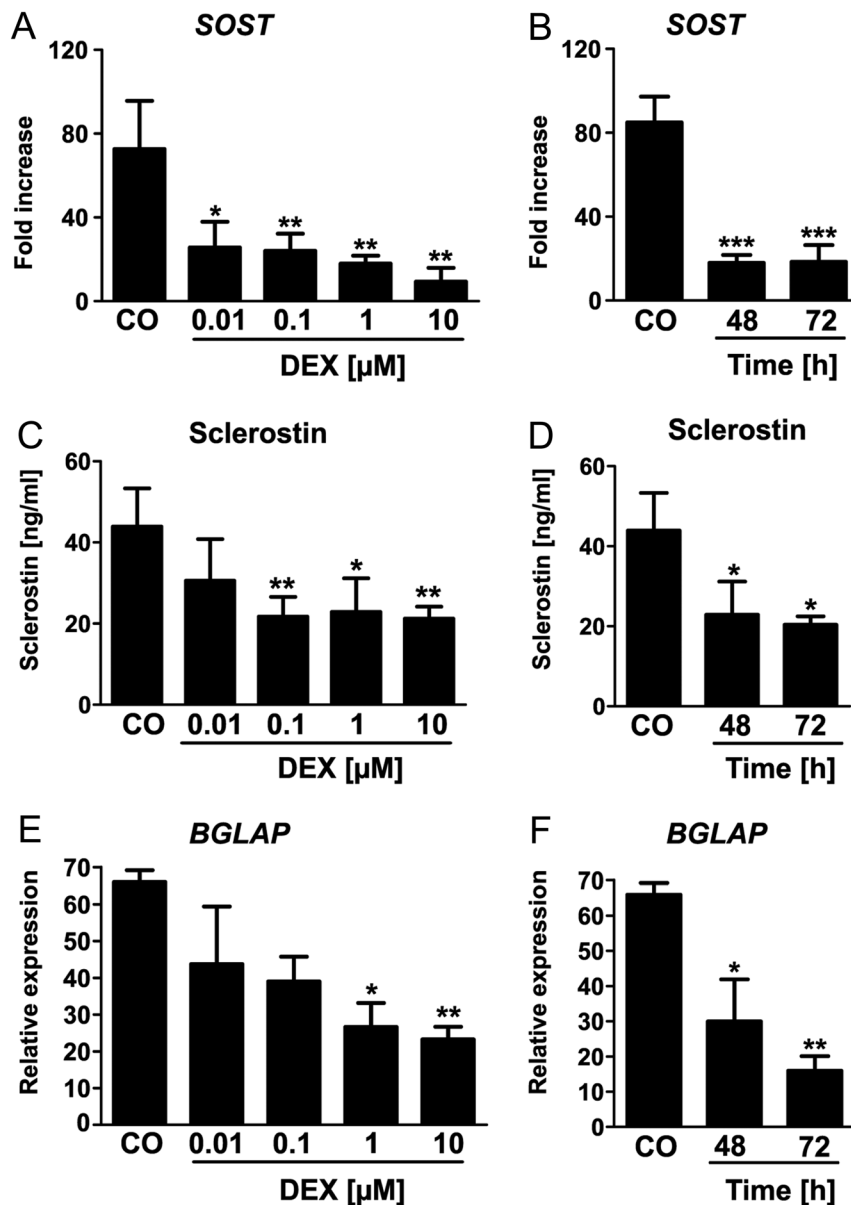 A
SOST
Fold increase
120
80
40
0
* ** ** **
CO 0.01 0.1 1 10
DEX [µM]
B
SOST
Fold increase
120
80
40
0
*** ***
CO 48 72
Time [h]
C
Sclerostin
Sclerostin [ng/ml]
60
40
20
0
** * **
CO 0.01 0.1 1 10
DEX [µM]
D
Sclerostin
Sclerostin [ng/ml]
60
40
20
0
* *
CO 48 72
Time [h]
E
BGLAP
Relative expression
70
60
50
40
30
20
10
0
* **
CO 0.01 0.1 1 10
DEX [µM]
F
BGLAP
Relative expression
70
60
50
40
30
20
10
0
* **
CO 48 72
Time [h]